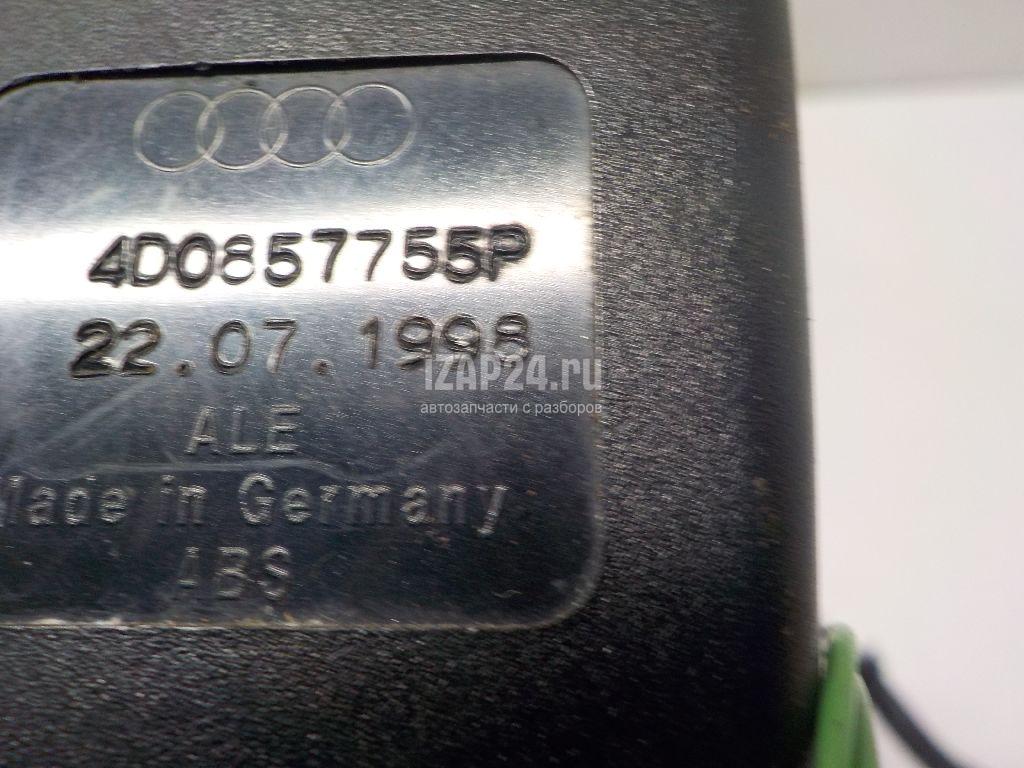 4D0857755P
22.07.1998
IZAP24.ru
автозапчасти с разборов
ALE
Made in Germany
ABS